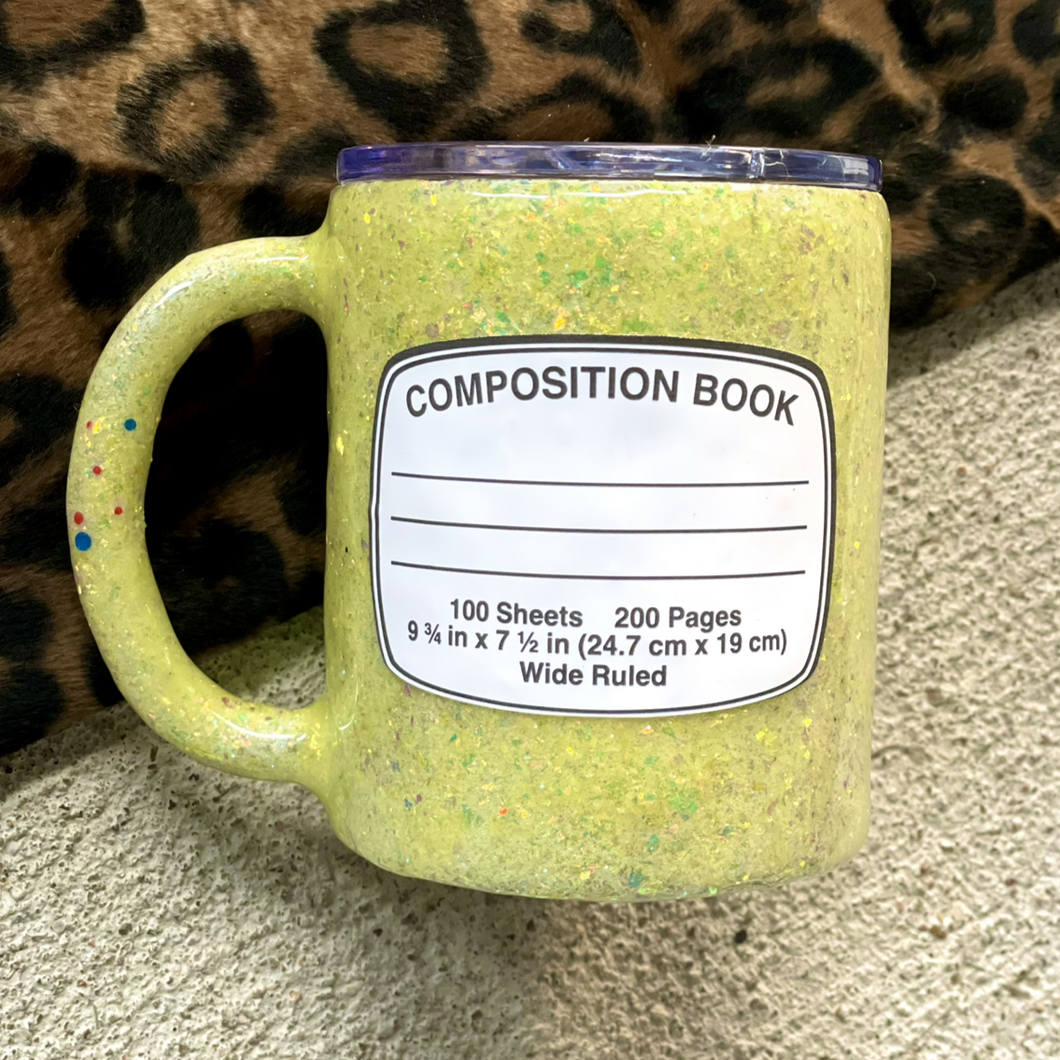 COMPOSITION BOOK
100 Sheets 200 Pages
9 ¾ in x 7 ½ in (24.7 cm x 19 cm)
Wide Ruled